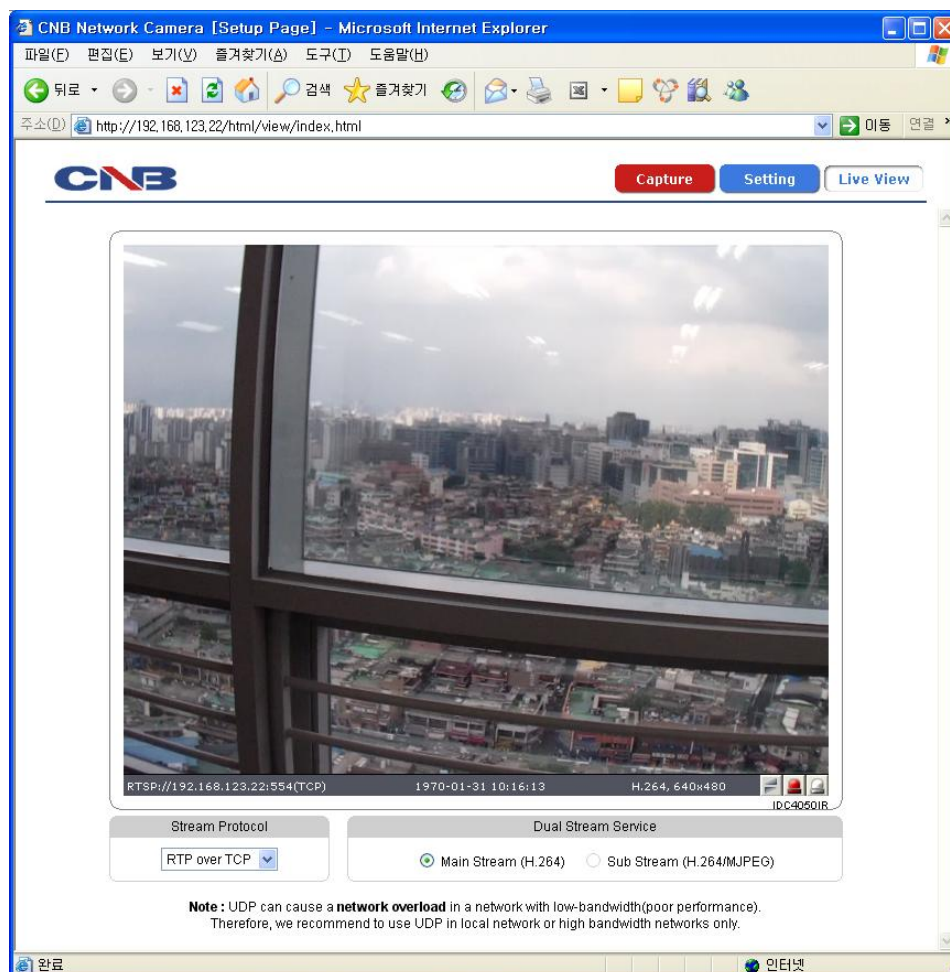 CNB Network Camera [Setup Page] - Microsoft Internet Explorer
파일(F) 편집(E) 보기(V) 즐겨찾기(A) 도구(T) 도움말(H)
뒤로 검색 즐겨찾기
주소(D) http://192.168.123.22/html/view/index.html 이동 연결 »
CNB Capture Setting Live View
RTSP://192.168.123.22:554(TCP) 1970-01-31 10:16:13 H.264, 640x480
IDC4050IR
Stream Protocol Dual Stream Service
RTP over TCP Main Stream (H.264) Sub Stream (H.264/MJPEG)
Note : UDP can cause a network overload in a network with low-bandwidth(poor performance).
Therefore, we recommend to use UDP in local network or high bandwidth networks only.
완료 인터넷